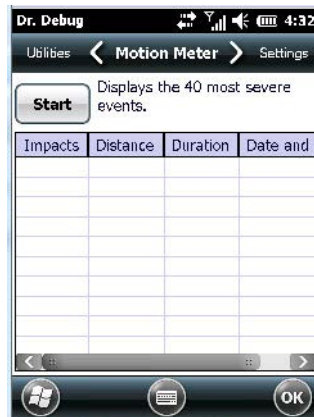 Dr. Debug 4:32
Utilities Motion Meter Settings
Start
Displays the 40 most severe
events.
Impacts Distance Duration Date and
OK